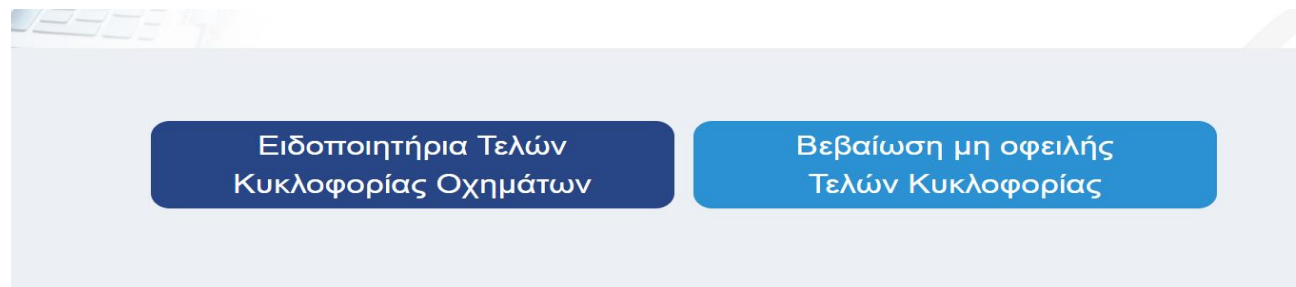 Ειδοποιητήρια Τελών
Κυκλοφορίας Οχημάτων
Βεβαίωση μη οφειλής
Τελών Κυκλοφορίας